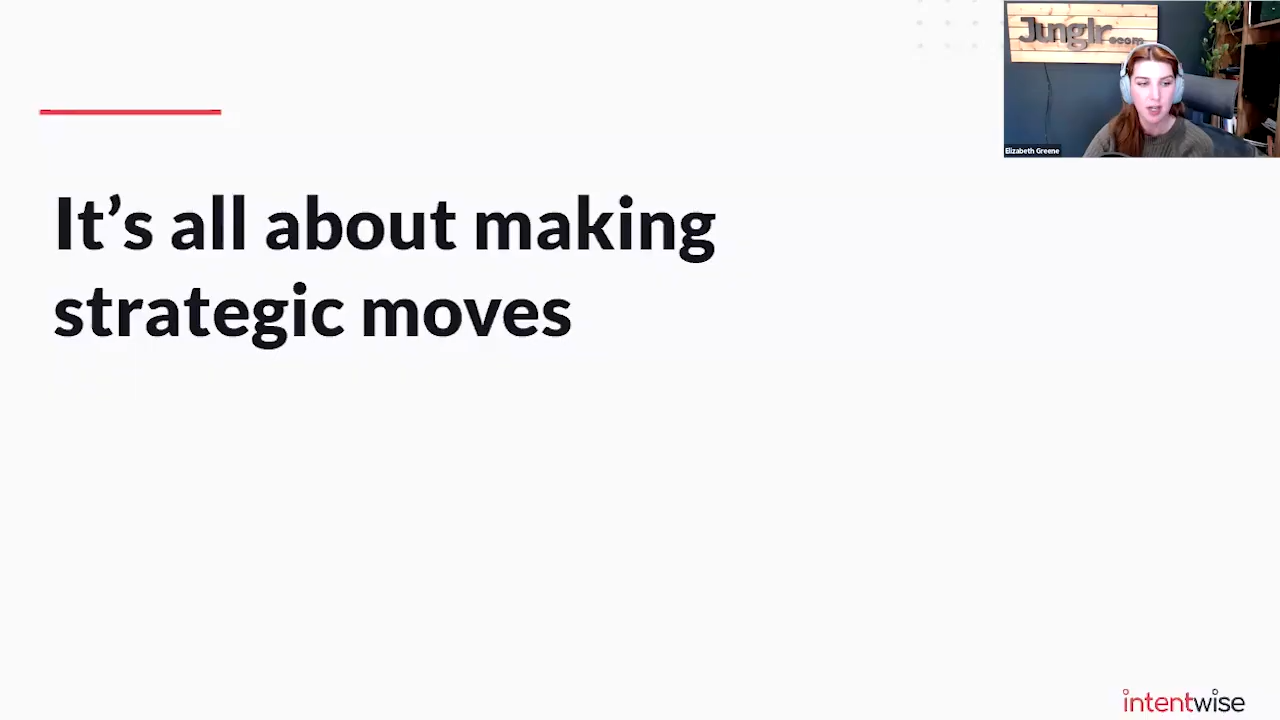 Junglr.com
Elizabeth Greene
It’s all about making
strategic moves
intentwise